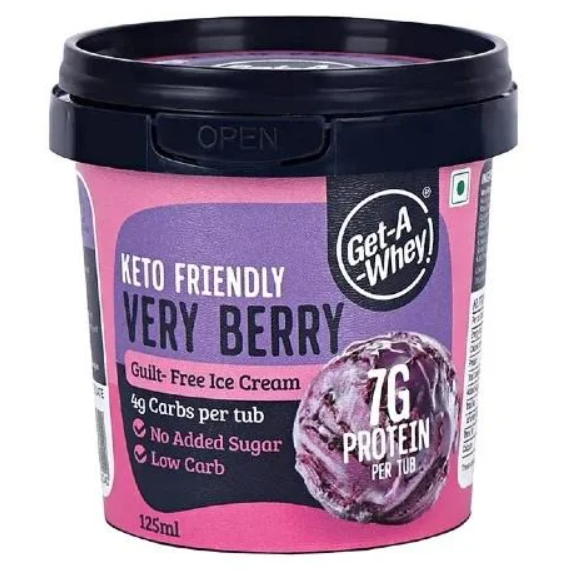 Get-A
OPEN
Get-A
-Whey!
®
KETO FRIENDLY
VERY BERRY
Guilt- Free Ice Cream
4g Carbs per tub
No Added Sugar
Low Carb
7G
PROTEIN
PER TUB
125ml